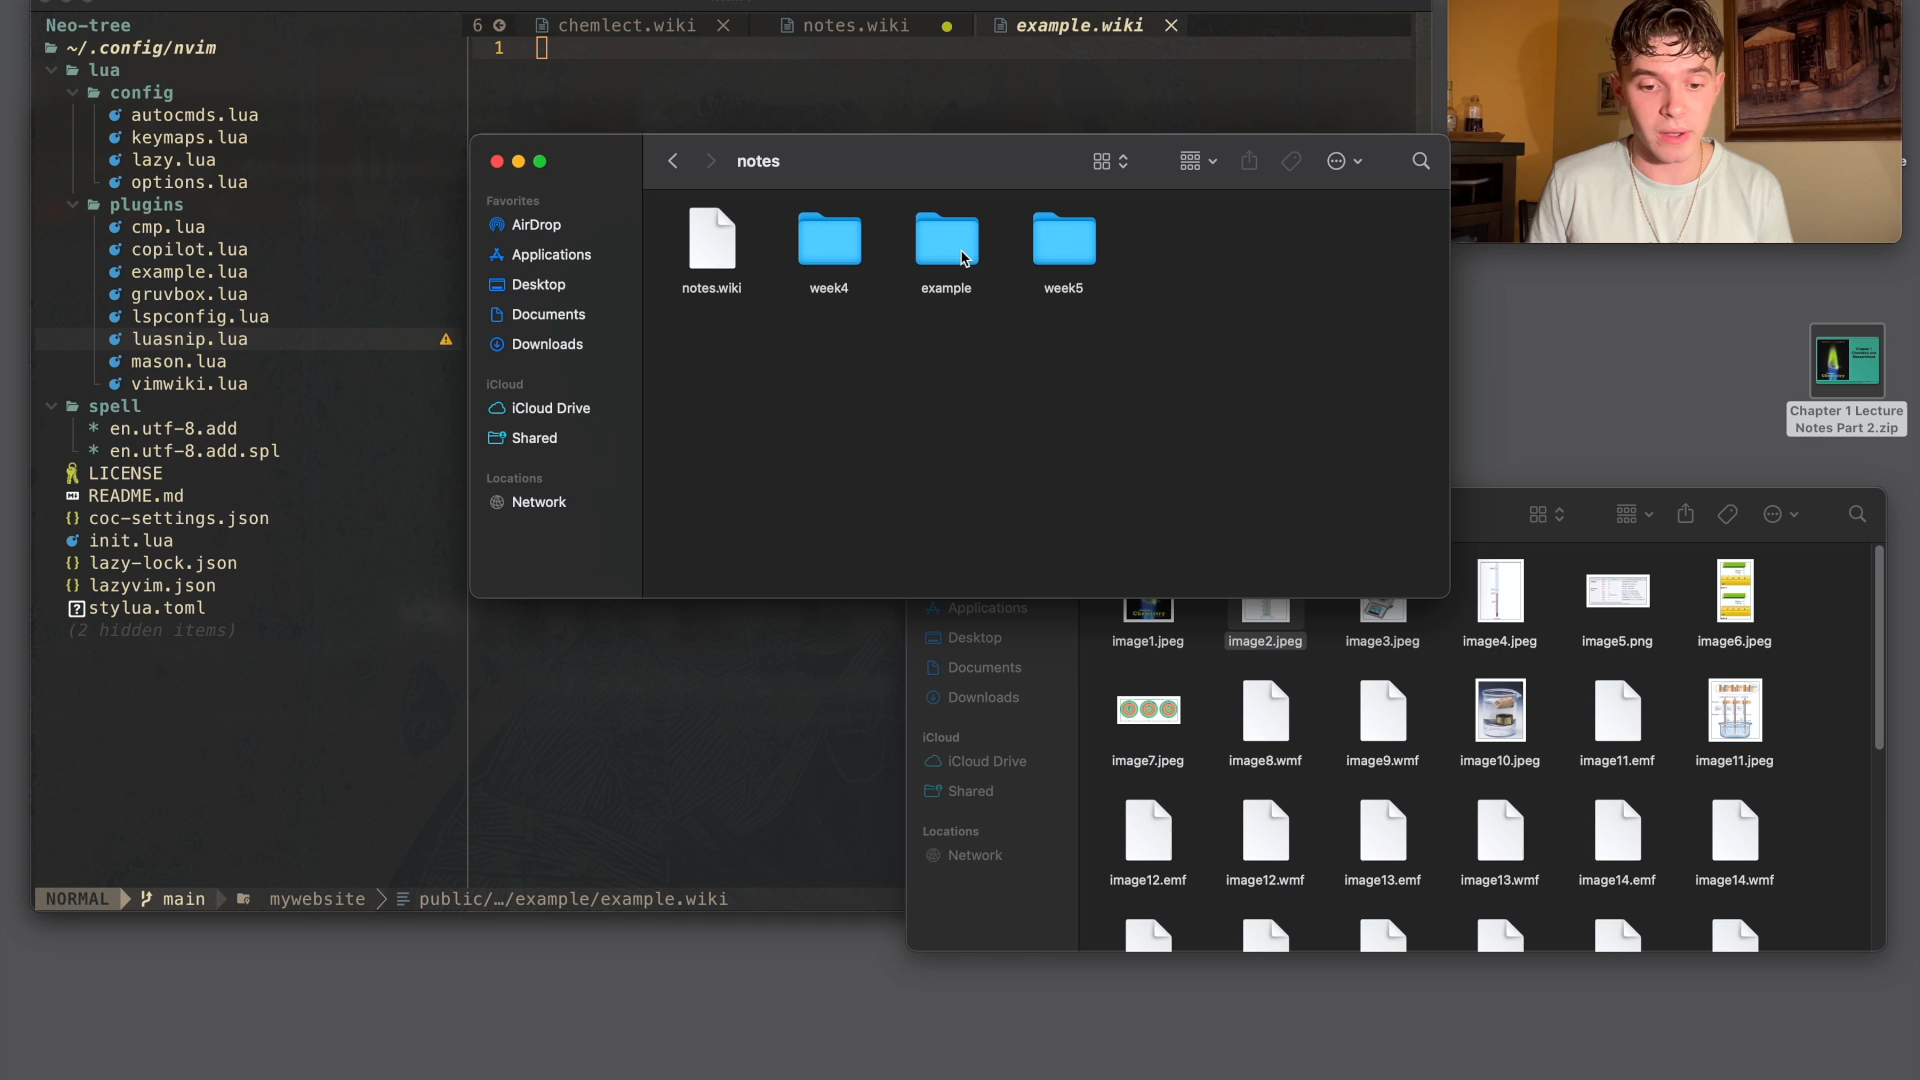 Neo-tree
~/.config/nvim
lua
config
autocmds.lua
keymaps.lua
lazy.lua
options.lua
plugins
cmp.lua
copilot.lua
example.lua
gruvbox.lua
lspconfig.lua
luasnip.lua
mason.lua
vimwiki.lua
spell
* en.utf-8.add
* en.utf-8.add.spl
LICENSE
README.md
{} coc-settings.json
init.lua
{} lazy-lock.json
{} lazyvim.json
stylua.toml
(2 hidden items)
6 chemlect.wiki notes.wiki example.wiki
1
NORMAL main mywebsite public/…/example/example.wiki
notes
Favorites
AirDrop
Applications
Desktop
Documents
Downloads
iCloud
iCloud Drive
Shared
Locations
Network
notes.wiki week4 example week5
Chapter 1 Lecture
Notes Part 2.zip
Applications
Desktop
Documents
Downloads
iCloud
iCloud Drive
Shared
Locations
Network
image1.jpeg image2.jpeg image3.jpeg image4.jpeg image5.png image6.jpeg
image7.jpeg image8.wmf image9.wmf image10.jpeg image11.emf image11.jpeg
image12.emf image12.wmf image13.emf image13.wmf image14.emf image14.wmf